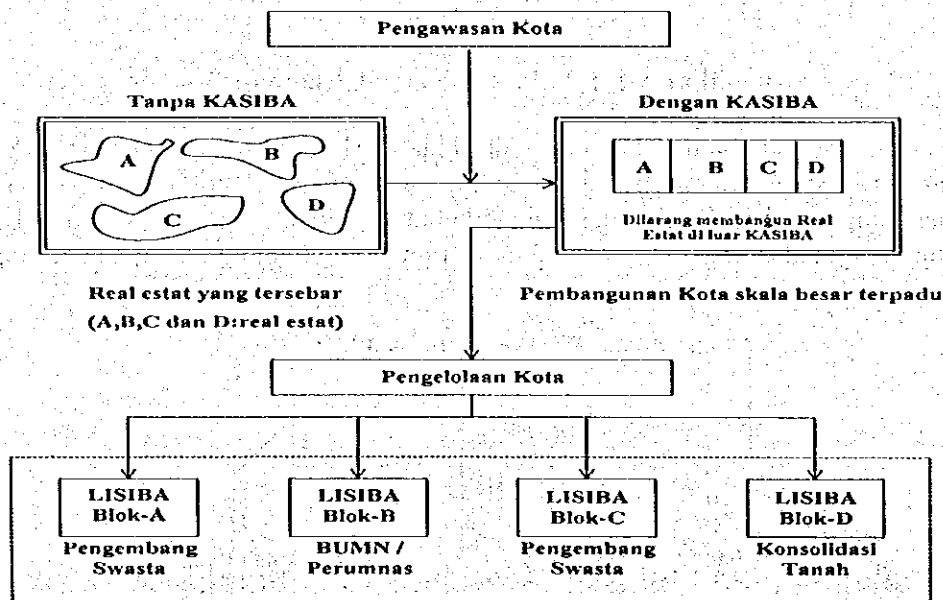 Pengawasan Kota
Tanpa KASIBA
Dengan KASIBA
A
B
C
D
A B C D
Dilarang membangun Real
Estat di luar KASIBA
Real estat yang tersebar
(A,B,C dan D:real estat)
Pembangunan Kota skala besar terpadu
Pengelolaan Kota
LISIBA
Blok-A
Pengembang
Swasta
LISIBA
Blok-B
BUMN /
Perumnas
LISIBA
Blok-C
Pengembang
Swasta
LISIBA
Blok-D
Konsolidasi
Tanah